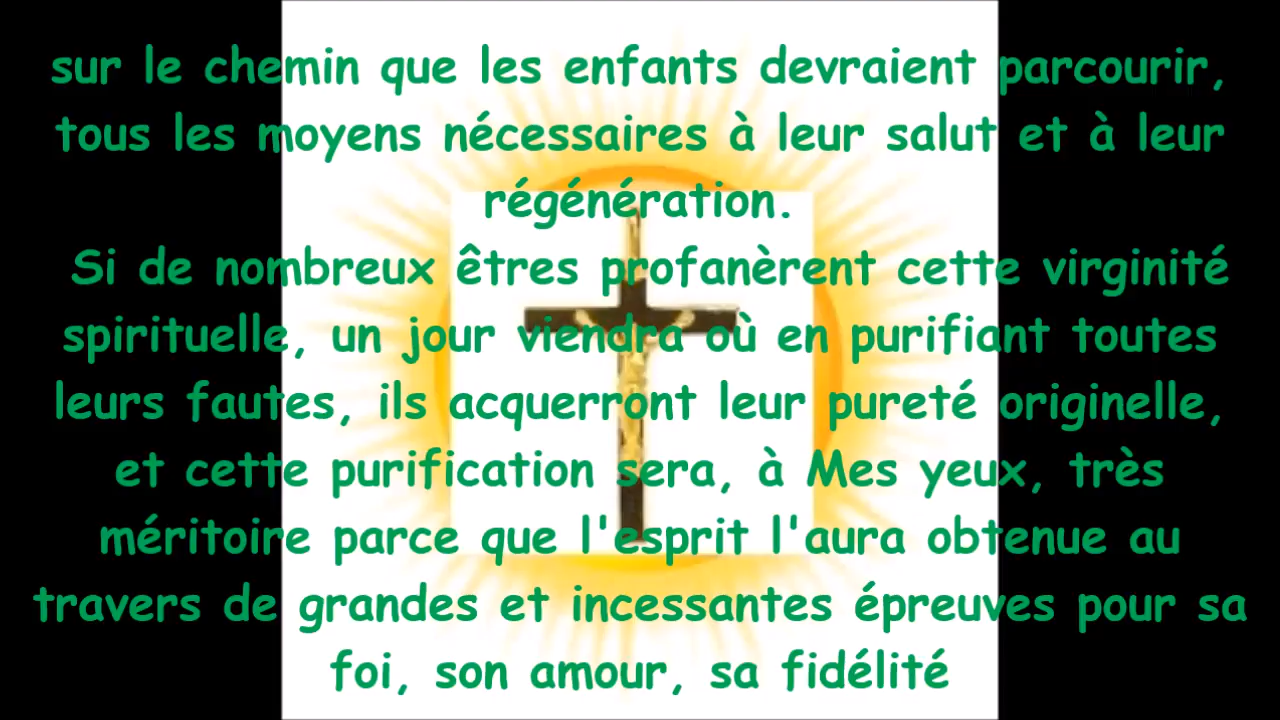 sur le chemin que les enfants devraient parcourir,
tous les moyens nécessaires à leur salut et à leur
régénération.
Si de nombreux êtres profanèrent cette virginité
spirituelle, un jour viendra où en purifiant toutes
leurs fautes, ils acquerront leur pureté originelle,
et cette purification sera, à Mes yeux, très
méritoire parce que l'esprit l'aura obtenue au
travers de grandes et incessantes épreuves pour sa
foi, son amour, sa fidélité